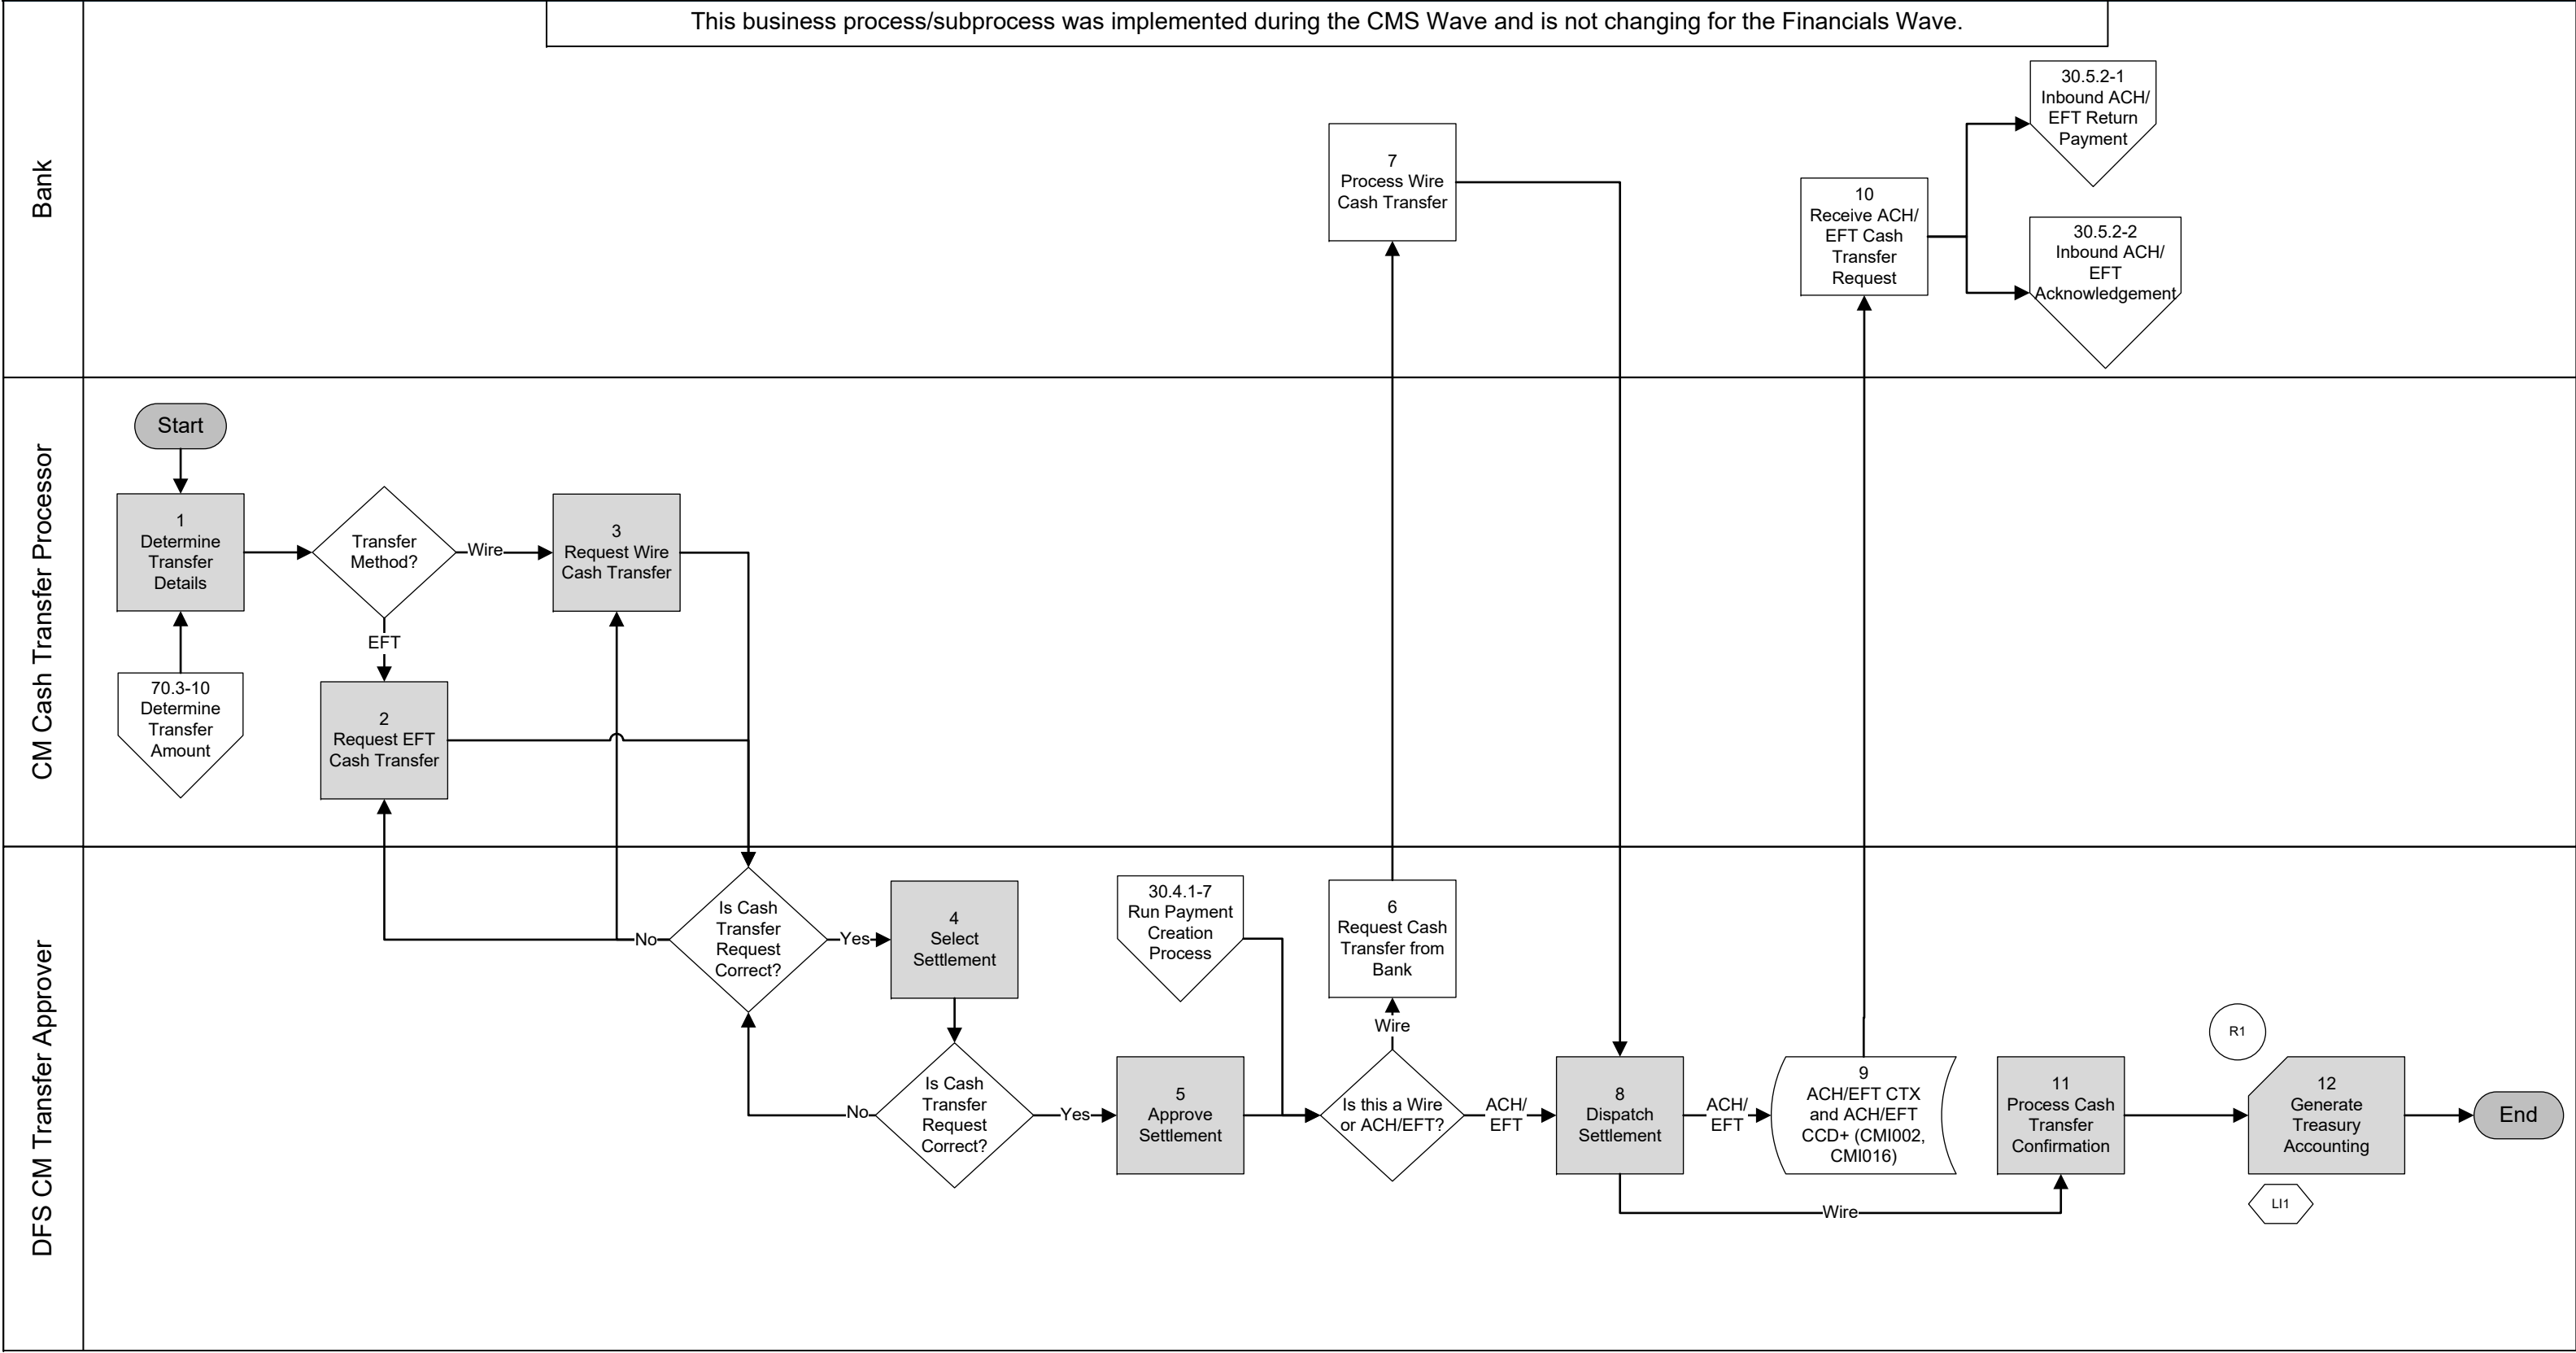 This business process/subprocess was implemented during the CMS Wave and is not changing for the Financials Wave.
Bank
7
Process Wire
Cash Transfer
10
Receive ACH/
EFT Cash
Transfer
Request
30.5.2-1
Inbound ACH/
EFT Return
Payment
30.5.2-2
Inbound ACH/
EFT
Acknowledgement
CM Cash Transfer Processor
Start
1
Determine
Transfer
Details
Transfer
Method?
Wire
3
Request Wire
Cash Transfer
EFT
70.3-10
Determine
Transfer
Amount
2
Request EFT
Cash Transfer
DFS CM Transfer Approver
Is Cash
Transfer
Request
Correct?
No
Yes
4
Select
Settlement
30.4.1-7
Run Payment
Creation
Process
6
Request Cash
Transfer from
Bank
Wire
Is Cash
Transfer
Request
Correct?
No
Yes
5
Approve
Settlement
Is this a Wire
or ACH/EFT?
ACH/
EFT
8
Dispatch
Settlement
ACH/
EFT
9
ACH/EFT CTX
and ACH/EFT
CCD+ (CMI002,
CMI016)
Wire
11
Process Cash
Transfer
Confirmation
R1
12
Generate
Treasury
Accounting
LI1
End